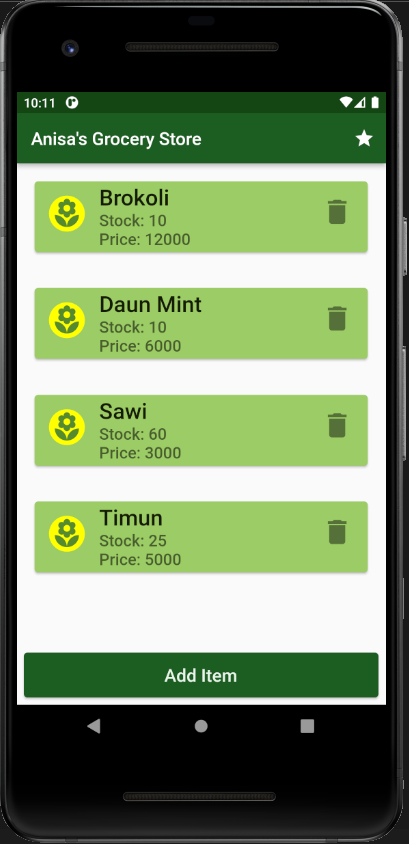 10:11
Anisa's Grocery Store
Brokoli
Stock: 10
Price: 12000
Daun Mint
Stock: 10
Price: 6000
Sawi
Stock: 60
Price: 3000
Timun
Stock: 25
Price: 5000
Add Item